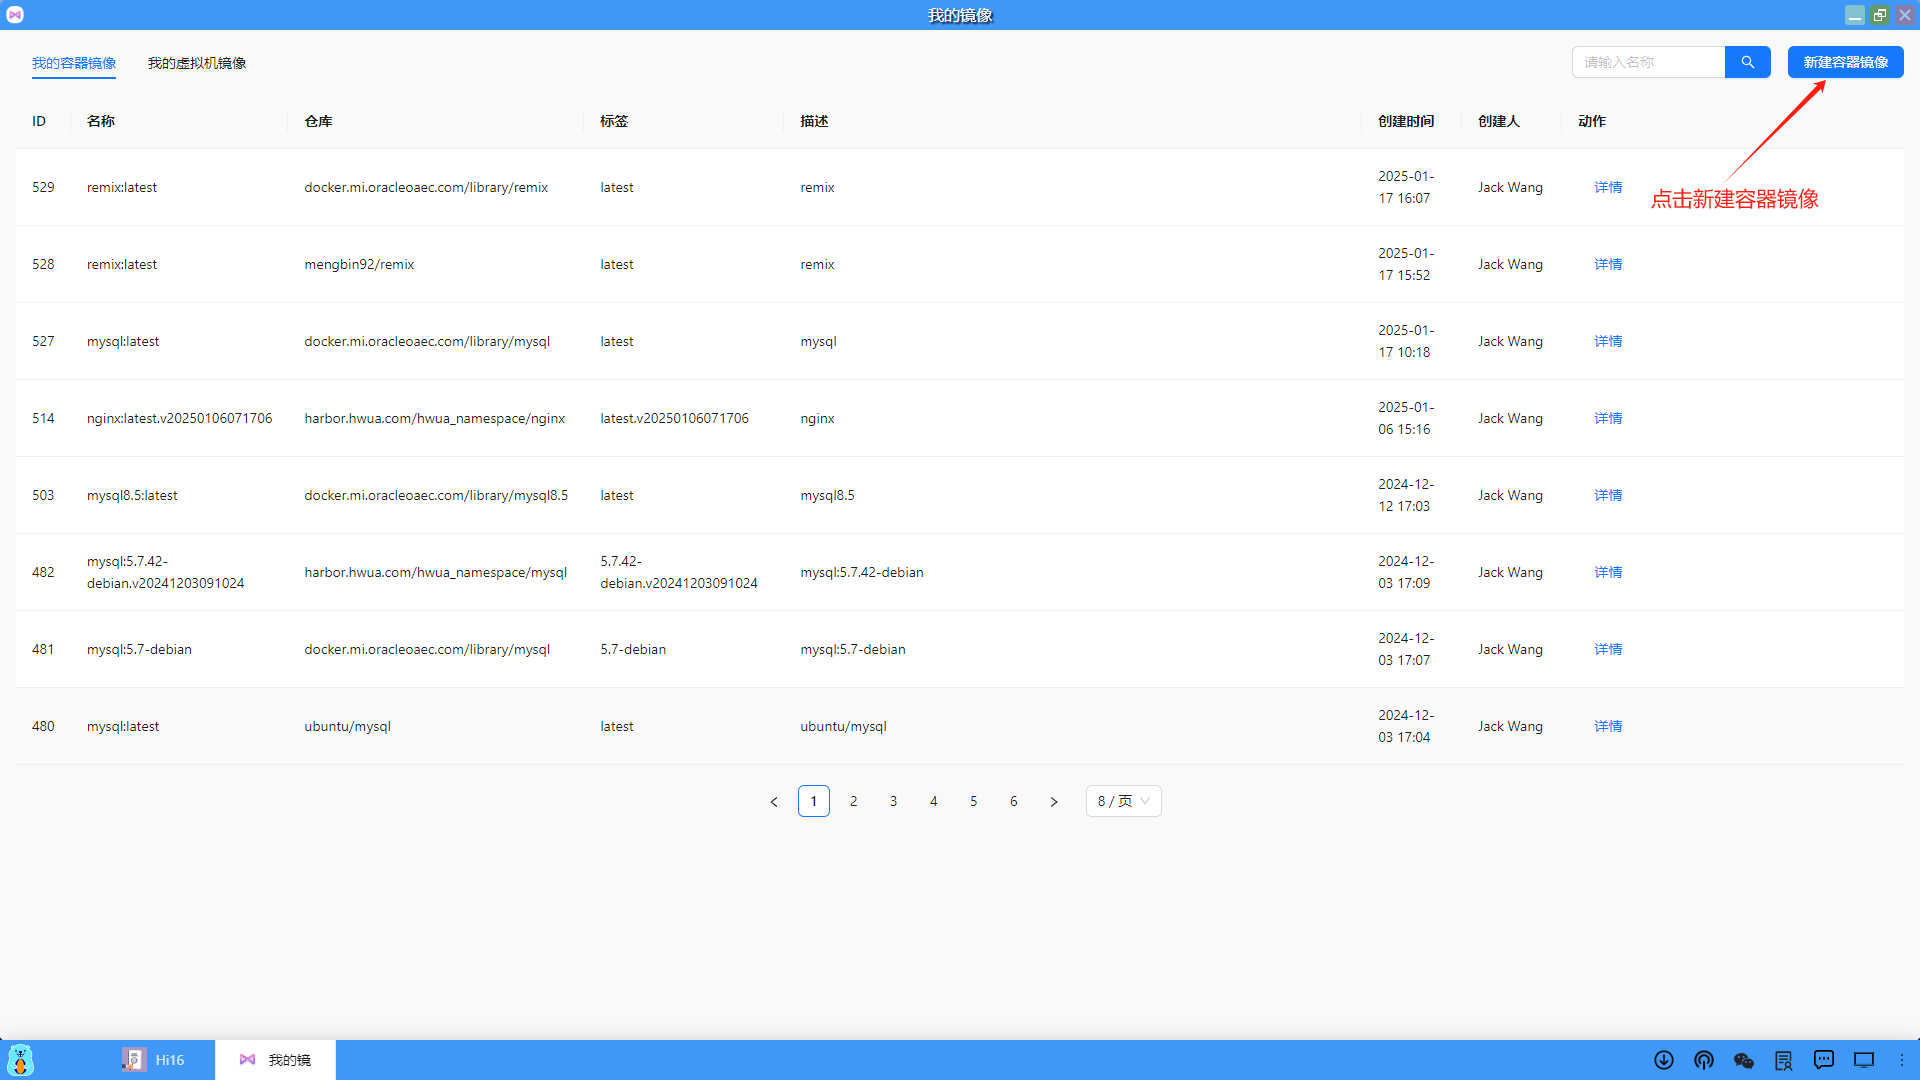 我的镜像
我的容器镜像 我的虚拟机镜像 请输入名称 新建容器镜像
ID 名称 仓库 标签 描述 创建时间 创建人 动作
529 remix:latest docker.mi.oracleoaec.com/library/remix latest remix 2025-01-
17 16:07 Jack Wang 详情
点击新建容器镜像
528 remix:latest mengbin92/remix latest remix 2025-01-
17 15:52 Jack Wang 详情
527 mysql:latest docker.mi.oracleoaec.com/library/mysql latest mysql 2025-01-
17 10:18 Jack Wang 详情
514 nginx:latest.v20250106071706 harbor.hwua.com/hwua_namespace/nginx latest.v20250106071706 nginx 2025-01-
06 15:16 Jack Wang 详情
503 mysql8.5:latest docker.mi.oracleoaec.com/library/mysql8.5 latest mysql8.5 2024-12-
12 17:03 Jack Wang 详情
482 mysql:5.7.42-
debian.v20241203091024 harbor.hwua.com/hwua_namespace/mysql 5.7.42-
debian.v20241203091024 mysql:5.7.42-debian 2024-12-
03 17:09 Jack Wang 详情
481 mysql:5.7-debian docker.mi.oracleoaec.com/library/mysql 5.7-debian mysql:5.7-debian 2024-12-
03 17:07 Jack Wang 详情
480 mysql:latest ubuntu/mysql latest ubuntu/mysql 2024-12-
03 17:04 Jack Wang 详情
1 2 3 4 5 6 8 / 页
Hi16 我的镜